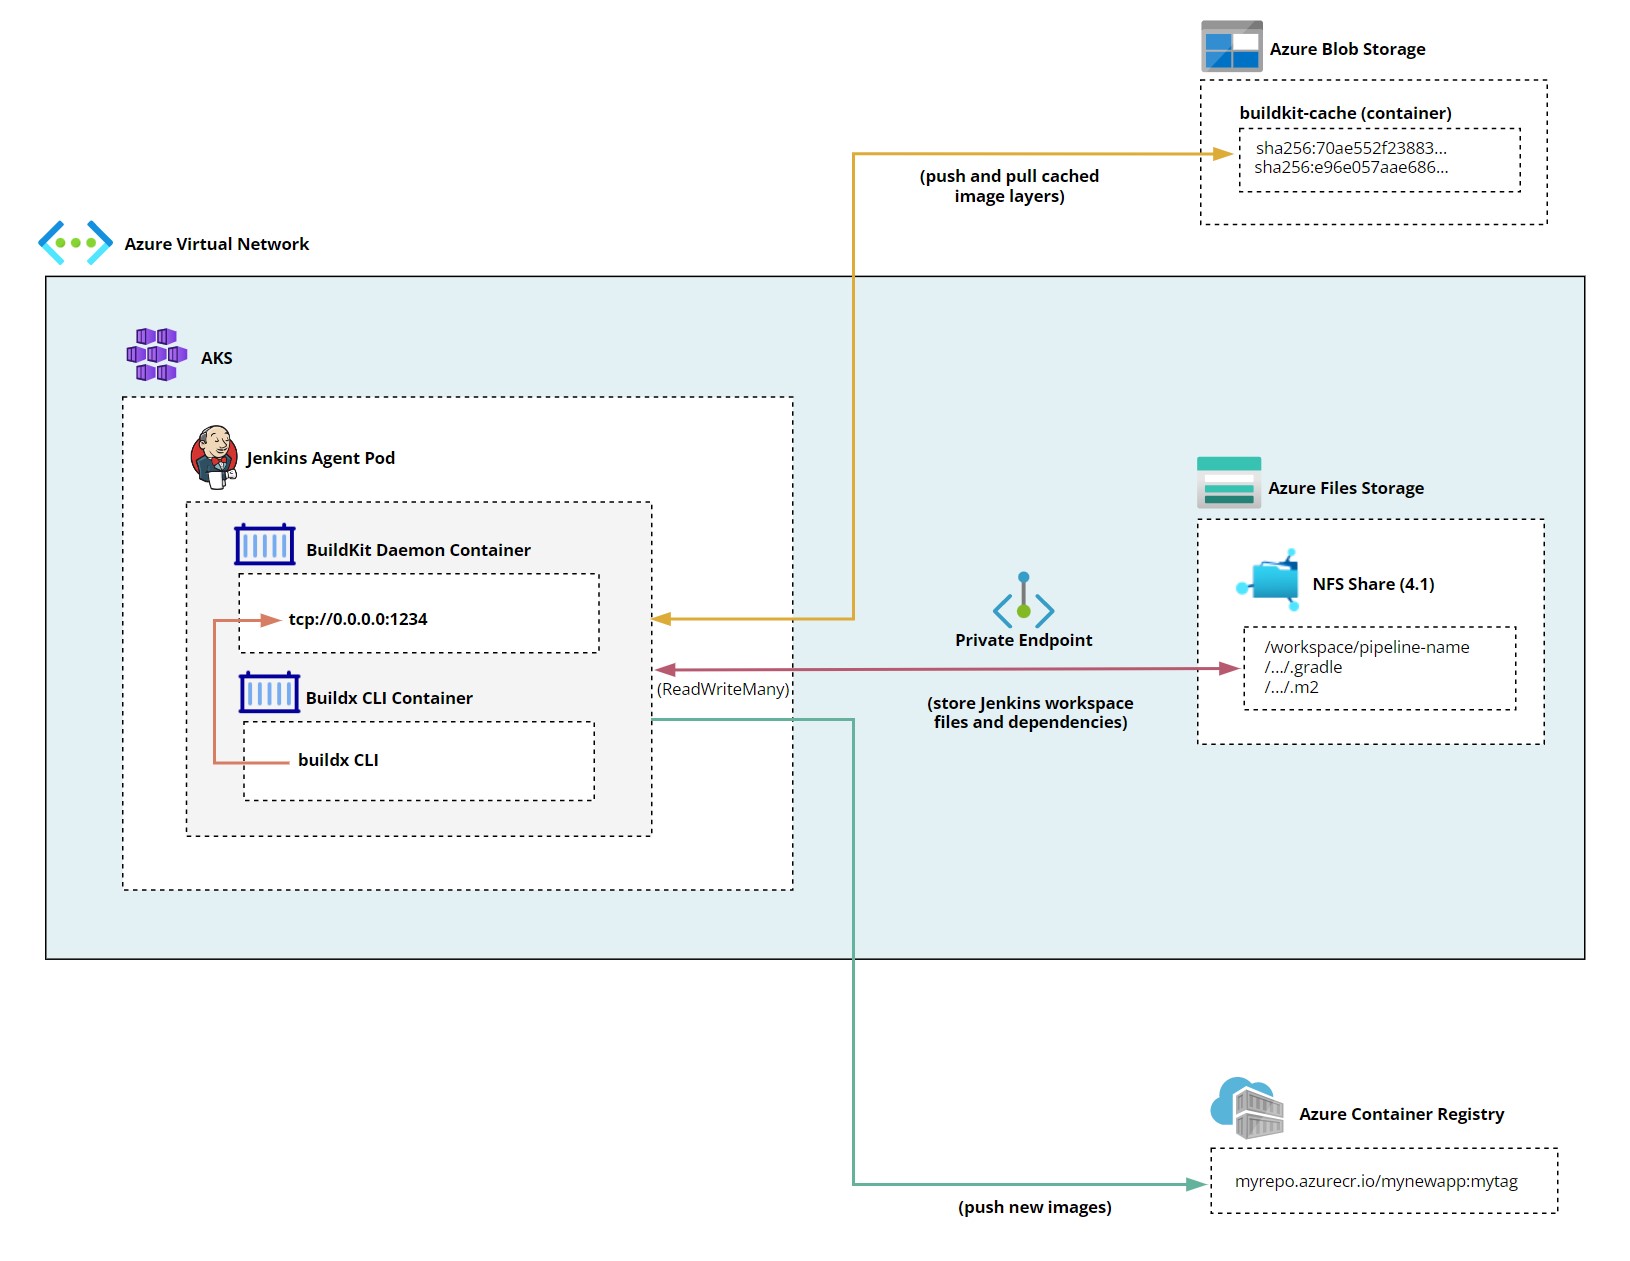 Azure Blob Storage
buildkit-cache (container)
sha256:70ae552f23883...
sha256:e96e057aae686...
(push and pull cached
image layers)
Azure Virtual Network
AKS
Jenkins Agent Pod
BuildKit Daemon Container
tcp://0.0.0.0:1234
Buildx CLI Container
buildx CLI
Private Endpoint
(ReadWriteMany)
(store Jenkins workspace
files and dependencies)
Azure Files Storage
NFS Share (4.1)
/workspace/pipeline-name
/.../.gradle
/.../.m2
Azure Container Registry
myrepo.azurecr.io/mynewapp:mytag
(push new images)